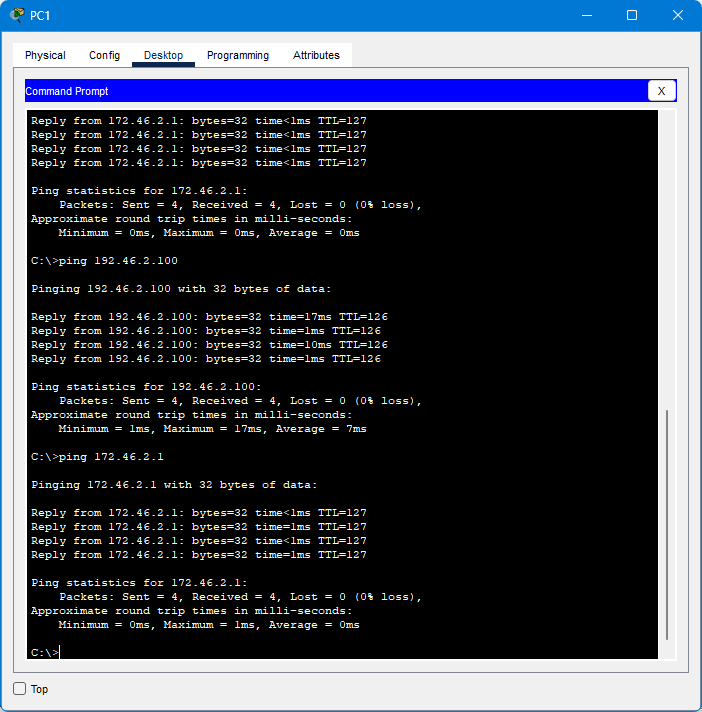 PC1
Physical Config Desktop Programming Attributes
Command Prompt
X
Reply from 172.46.2.1: bytes=32 time<1ms TTL=127
Reply from 172.46.2.1: bytes=32 time<1ms TTL=127
Reply from 172.46.2.1: bytes=32 time<1ms TTL=127
Reply from 172.46.2.1: bytes=32 time<1ms TTL=127
Ping statistics for 172.46.2.1:
    Packets: Sent = 4, Received = 4, Lost = 0 (0% loss),
Approximate round trip times in milli-seconds:
    Minimum = 0ms, Maximum = 0ms, Average = 0ms
C:\>ping 192.46.2.100
Pinging 192.46.2.100 with 32 bytes of data:
Reply from 192.46.2.100: bytes=32 time=17ms TTL=126
Reply from 192.46.2.100: bytes=32 time=1ms TTL=126
Reply from 192.46.2.100: bytes=32 time=10ms TTL=126
Reply from 192.46.2.100: bytes=32 time=1ms TTL=126
Ping statistics for 192.46.2.100:
    Packets: Sent = 4, Received = 4, Lost = 0 (0% loss),
Approximate round trip times in milli-seconds:
    Minimum = 1ms, Maximum = 17ms, Average = 7ms
C:\>ping 172.46.2.1
Pinging 172.46.2.1 with 32 bytes of data:
Reply from 172.46.2.1: bytes=32 time<1ms TTL=127
Reply from 172.46.2.1: bytes=32 time=1ms TTL=127
Reply from 172.46.2.1: bytes=32 time<1ms TTL=127
Reply from 172.46.2.1: bytes=32 time=1ms TTL=127
Ping statistics for 172.46.2.1:
    Packets: Sent = 4, Received = 4, Lost = 0 (0% loss),
Approximate round trip times in milli-seconds:
    Minimum = 0ms, Maximum = 1ms, Average = 0ms
C:\>
Top